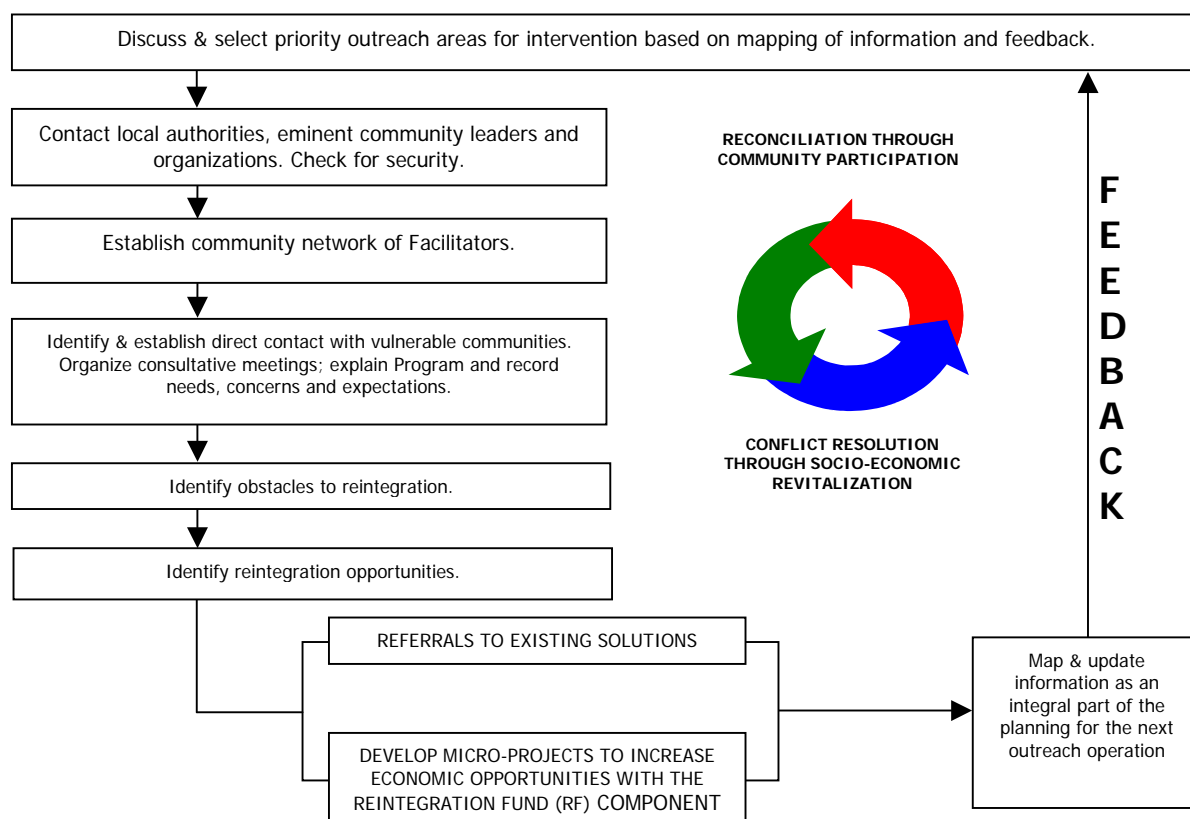 Discuss & select priority outreach areas for intervention based on mapping of information and feedback.
Contact local authorities, eminent community leaders and
organizations. Check for security.
Establish community network of Facilitators.
Identify & establish direct contact with vulnerable communities.
Organize consultative meetings; explain Program and record
needs, concerns and expectations.
Identify obstacles to reintegration.
Identify reintegration opportunities.
RECONCILIATION THROUGH
COMMUNITY PARTICIPATION
CONFLICT RESOLUTION
THROUGH SOCIO-ECONOMIC
REVITALIZATION
REFERRALS TO EXISTING SOLUTIONS
DEVELOP MICRO-PROJECTS TO INCREASE
ECONOMIC OPPORTUNITIES WITH THE
REINTEGRATION FUND (RF) COMPONENT
Map & update
information as an
integral part of the
planning for the next
outreach operation
F
E
E
D
B
A
C
K